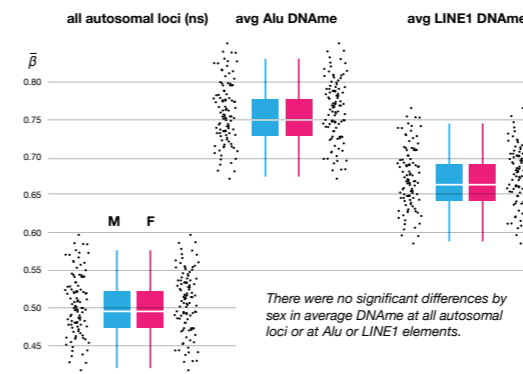 all autosomal loci (ns)
avg Alu DNAme
avg LINE1 DNAme
β̅
0.80
0.75
0.70
0.65
0.60
M F
0.55
0.50
0.45
There were no significant differences by
sex in average DNAme at all autosomal
loci or at Alu or LINE1 elements.